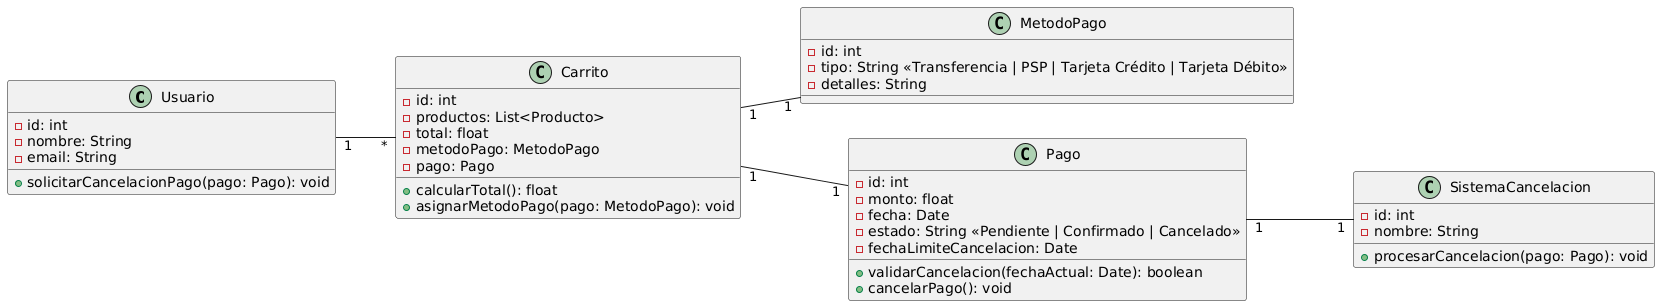 C Usuario
id: int
nombre: String
email: String
solicitarCancelacionPago(pago: Pago): void
1
*
C Carrito
id: int
productos: List<Producto>
total: float
metodoPago: MetodoPago
pago: Pago
calcularTotal(): float
asignarMetodoPago(pago: MetodoPago): void
1
1
C MetodoPago
id: int
tipo: String «Transferencia | PSP | Tarjeta Crédito | Tarjeta Débito»
detalles: String
1
1
C Pago
id: int
monto: float
fecha: Date
estado: String «Pendiente | Confirmado | Cancelado»
fechaLimiteCancelacion: Date
validarCancelacion(fechaActual: Date): boolean
cancelarPago(): void
1
1
C SistemaCancelacion
id: int
nombre: String
procesarCancelacion(pago: Pago): void